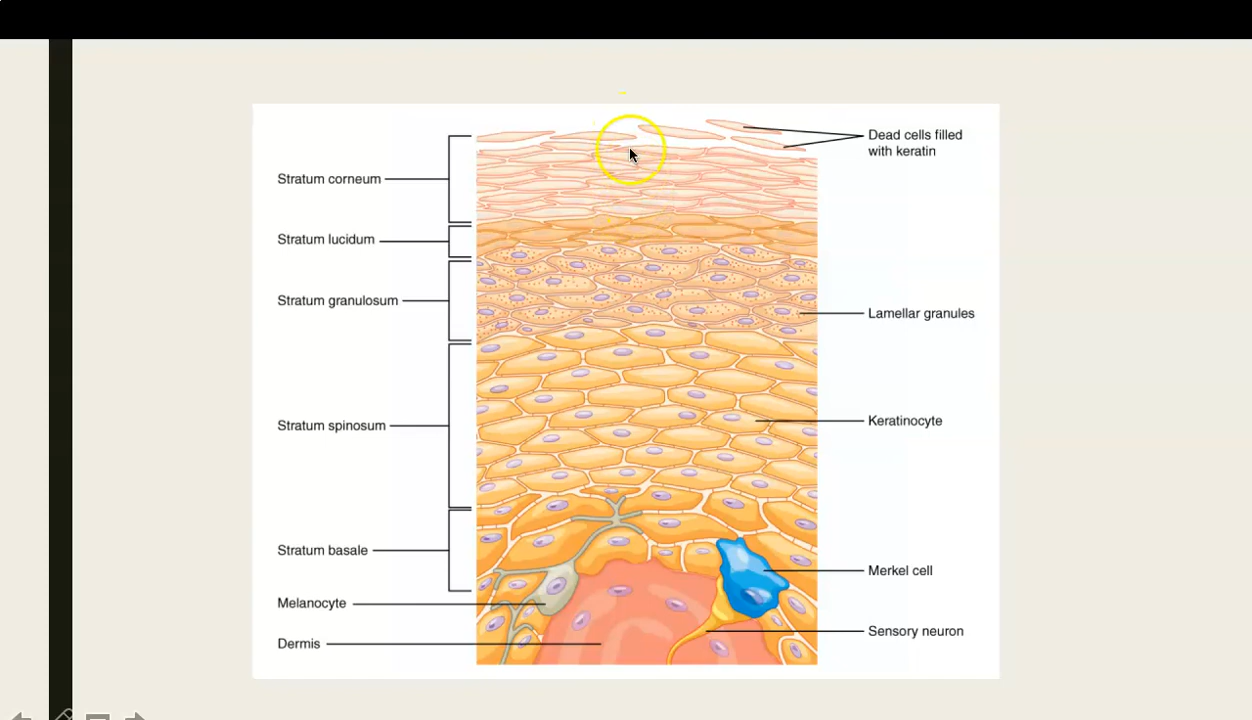 Dead cells filled
with keratin
Stratum corneum
Stratum lucidum
Stratum granulosum
Lamellar granules
Keratinocyte
Stratum spinosum
Stratum basale
Merkel cell
Melanocyte
Sensory neuron
Dermis